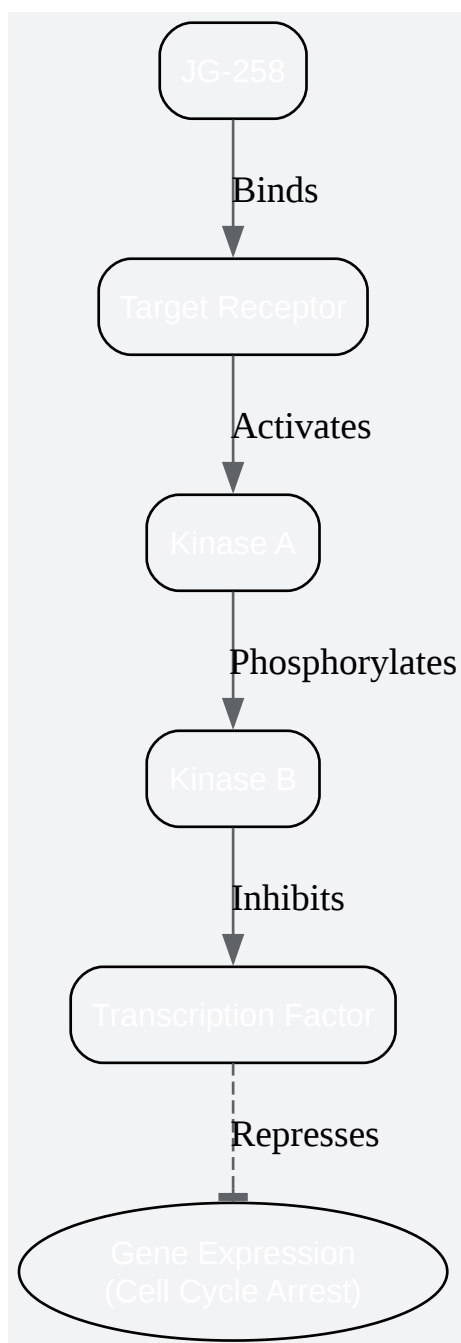 JG-258
Binds
Target Receptor
Activates
Kinase A
Phosphorylates
Kinase B
Inhibits
Transcription Factor
Represses
Gene Expression
(Cell Cycle Arrest)